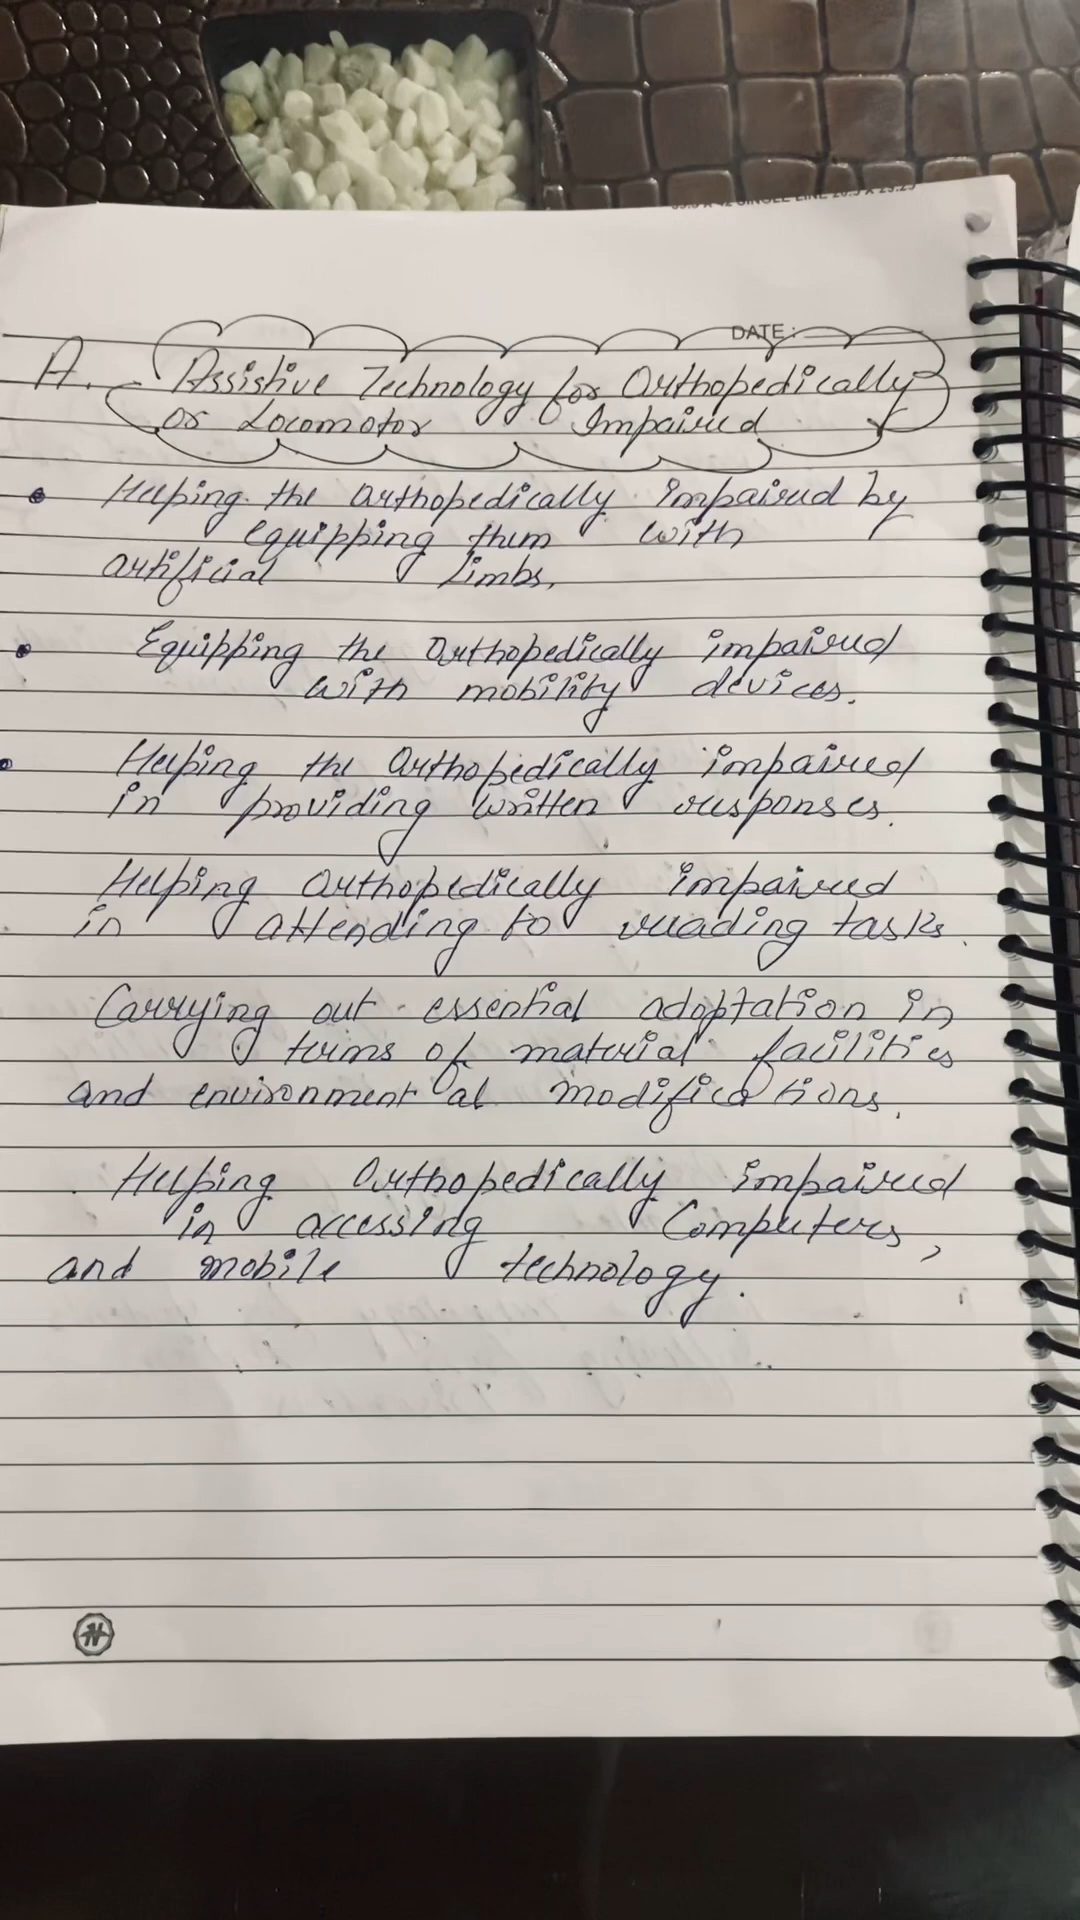 DATE :
A. Assistive Technology for Orthopedically
or Locomotor Impaired
• Helping the Orthopedically Impaired by
equipping them with
artificial limbs.
• Equipping the Orthopedically impaired
with mobility devices.
• Helping the Orthopedically impaired
in providing written responses.
Helping Orthopedically impaired
in attending to reading tasks.
Carrying out essential adoptation in
terms of material facilities
and environment al modifications.
Helping Orthopedically impaired
in accessing Computers,
and mobile technology.